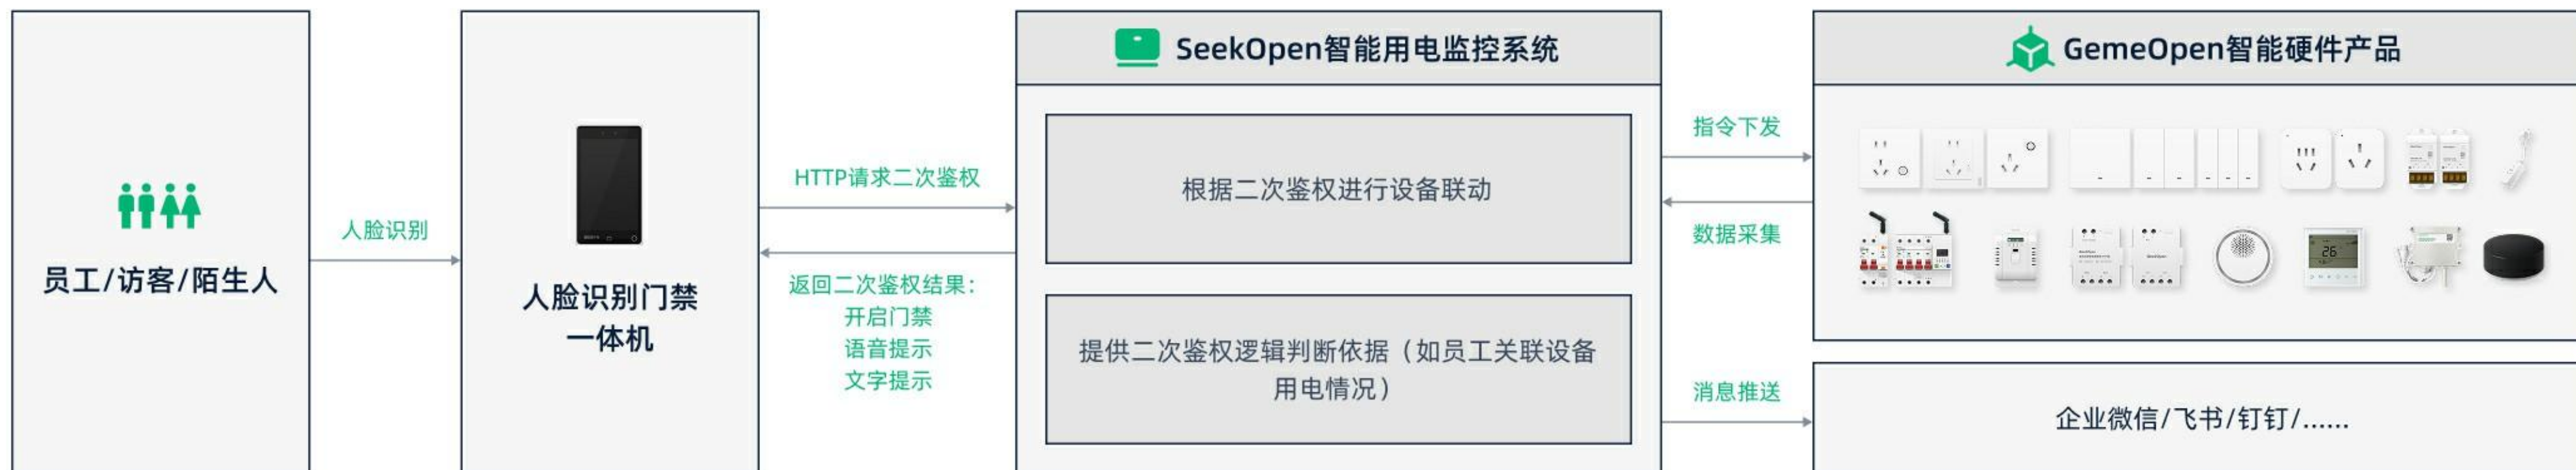 员工/访客/陌生人
人脸识别
人脸识别门禁
一体机
HTTP请求二次鉴权
返回二次鉴权结果：
开启门禁
语音提示
文字提示
SeekOpen智能用电监控系统
根据二次鉴权进行设备联动
提供二次鉴权逻辑判断依据（如员工关联设备
用电情况）
指令下发
数据采集
消息推送
GemeOpen智能硬件产品
26
企业微信/飞书/钉钉/......